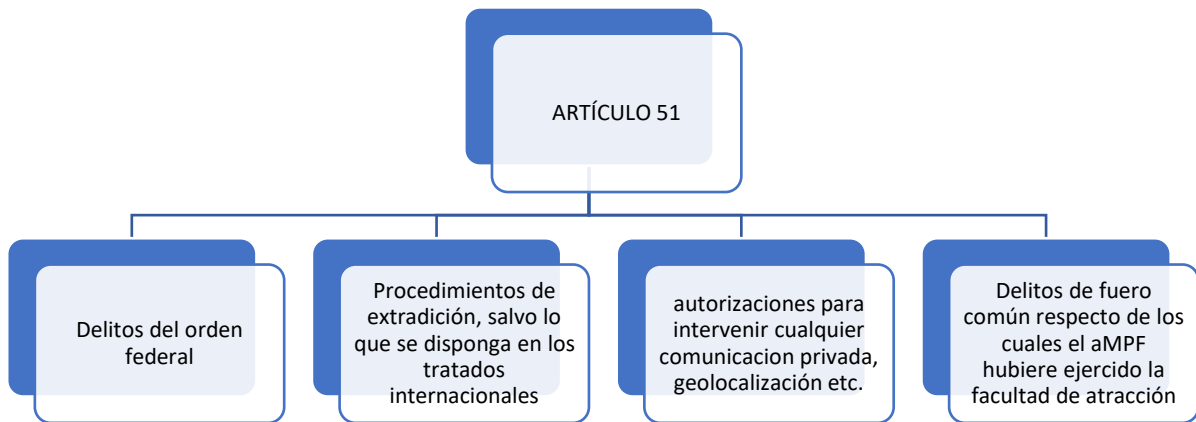 ARTÍCULO 51
Delitos del orden
federal
Procedimientos de
extradición, salvo lo
que se disponga en los
tratados
internacionales
autorizaciones para
intervenir cualquier
comunicacion privada,
geolocalización etc.
Delitos de fuero
común respecto de los
cuales el aMPF
hubiere ejercido la
facultad de atracción